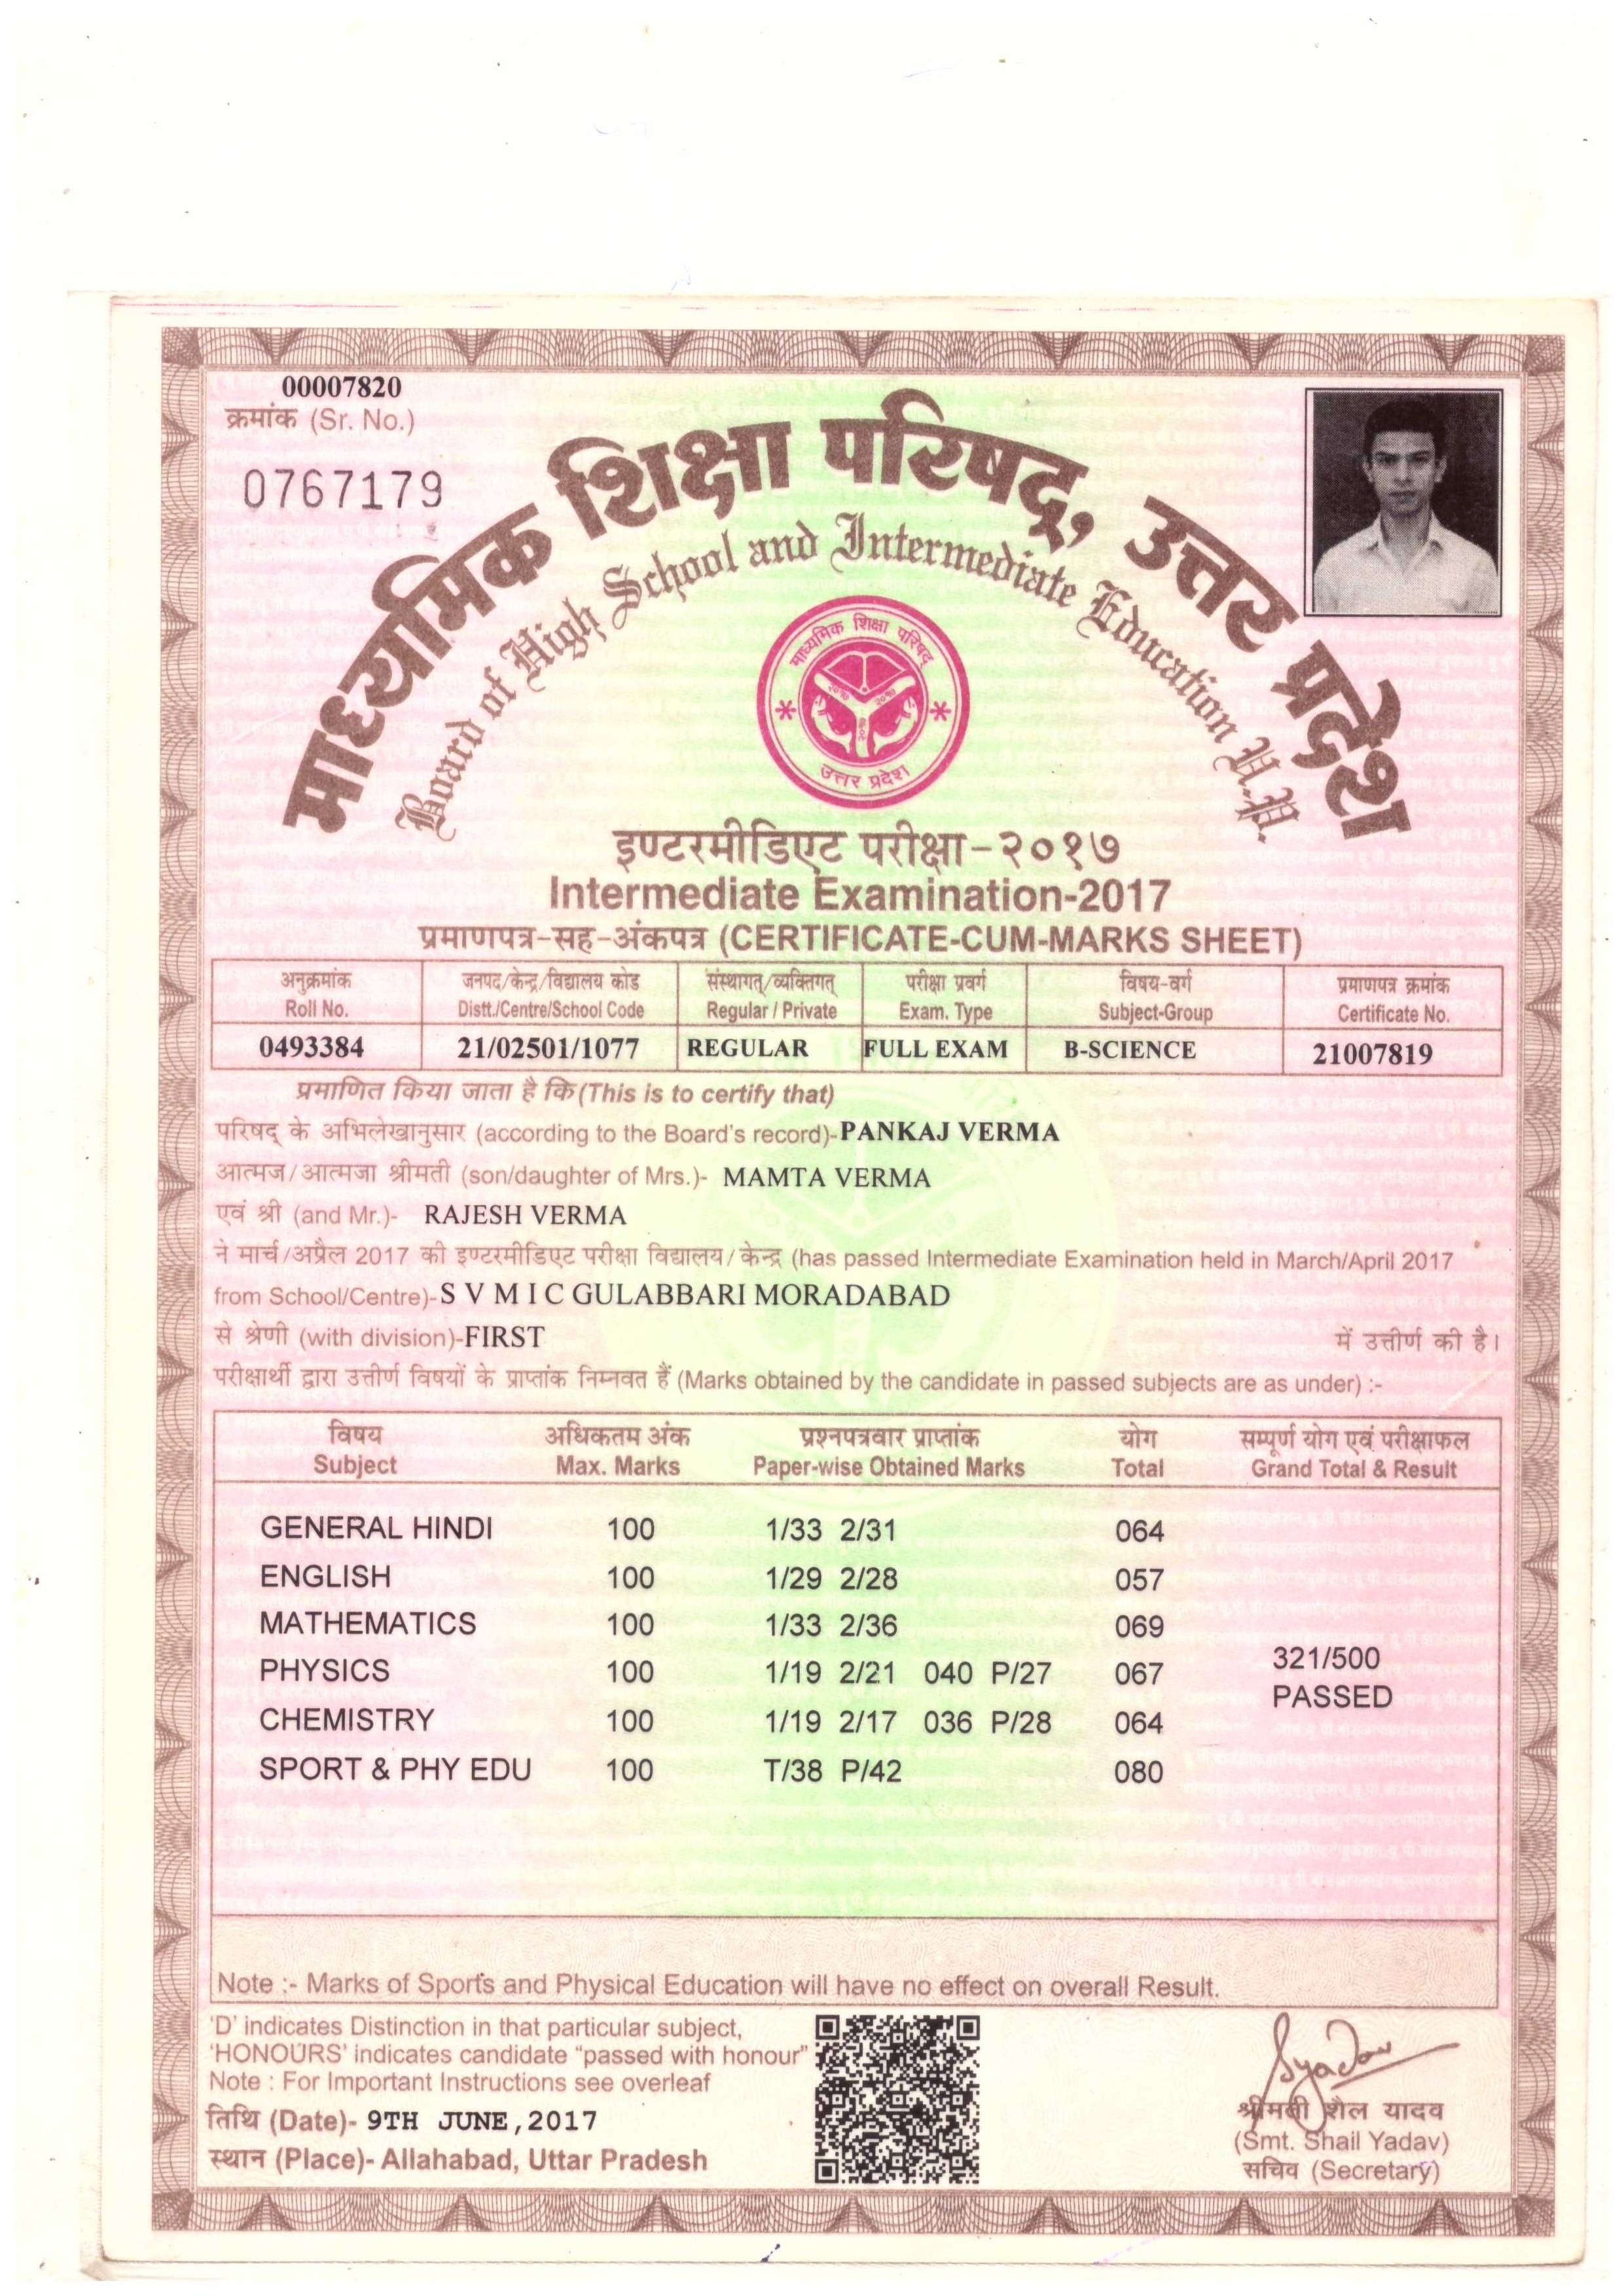 00007820
क्रमांक (Sr. No.)
0767179
माध्यमिक शिक्षा परिषद्, उत्तर प्रदेश
Board of High School and Intermediate Education U.P.
माध्यमिक शिक्षा परिषद्
उत्तर प्रदेश
इण्टरमीडिएट परीक्षा-२०१७
Intermediate Examination-2017
प्रमाणपत्र-सह-अंकपत्र (CERTIFICATE-CUM-MARKS SHEET)
अनुक्रमांक जनपद/केन्द्र/विद्यालय कोड संस्थागत्/व्यक्तिगत् परीक्षा प्रवर्ग विषय-वर्ग प्रमाणपत्र क्रमांक
Roll No. Distt./Centre/School Code Regular / Private Exam. Type Subject-Group Certificate No.
0493384 21/02501/1077 REGULAR FULL EXAM B-SCIENCE 21007819
प्रमाणित किया जाता है कि (This is to certify that)
परिषद् के अभिलेखानुसार (according to the Board's record)- PANKAJ VERMA
आत्मज/आत्मजा श्रीमती (son/daughter of Mrs.)- MAMTA VERMA
एवं श्री (and Mr.)- RAJESH VERMA
ने मार्च/अप्रैल 2017 की इण्टरमीडिएट परीक्षा विद्यालय/केन्द्र (has passed Intermediate Examination held in March/April 2017
from School/Centre)- S V M I C GULABBARI MORADABAD
से श्रेणी (with division)-FIRST में उत्तीर्ण की है।
परीक्षार्थी द्वारा उत्तीर्ण विषयों के प्राप्तांक निम्नवत हैं (Marks obtained by the candidate in passed subjects are as under) :-
विषय अधिकतम अंक प्रश्नपत्रवार प्राप्तांक योग सम्पूर्ण योग एवं परीक्षाफल
Subject Max. Marks Paper-wise Obtained Marks Total Grand Total & Result
GENERAL HINDI 100 1/33 2/31 064
ENGLISH 100 1/29 2/28 057
MATHEMATICS 100 1/33 2/36 069
321/500
PHYSICS 100 1/19 2/21 040 P/27 067
PASSED
CHEMISTRY 100 1/19 2/17 036 P/28 064
SPORT & PHY EDU 100 T/38 P/42 080
Note :- Marks of Sports and Physical Education will have no effect on overall Result.
'D' indicates Distinction in that particular subject,
'HONOURS' indicates candidate "passed with honour"
Note : For Important Instructions see overleaf
तिथि (Date)- 9TH JUNE,2017
स्थान (Place)- Allahabad, Uttar Pradesh
Syadav
श्रीमती शैल यादव
(Smt. Shail Yadav)
सचिव (Secretary)